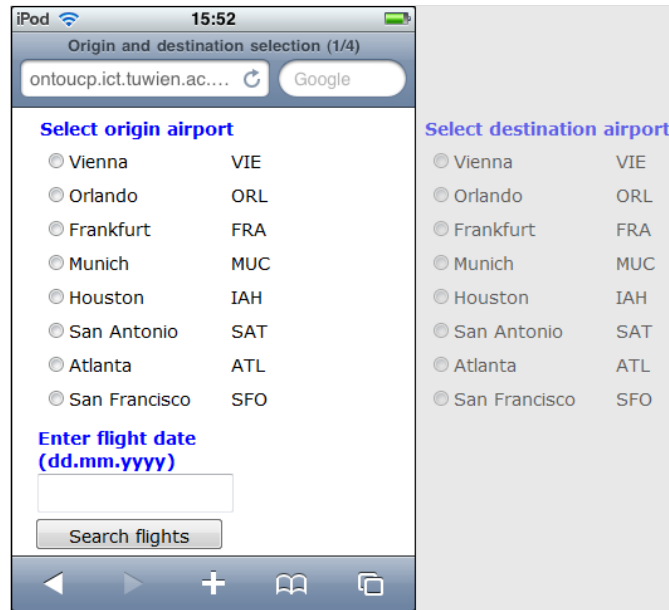 iPod 15:52
Origin and destination selection (1/4)
ontoucp.ict.tuwien.ac.... Google
Select origin airport
Vienna VIE
Orlando ORL
Frankfurt FRA
Munich MUC
Houston IAH
San Antonio SAT
Atlanta ATL
San Francisco SFO
Enter flight date
(dd.mm.yyyy)
Search flights
Select destination airport
Vienna VIE
Orlando ORL
Frankfurt FRA
Munich MUC
Houston IAH
San Antonio SAT
Atlanta ATL
San Francisco SFO